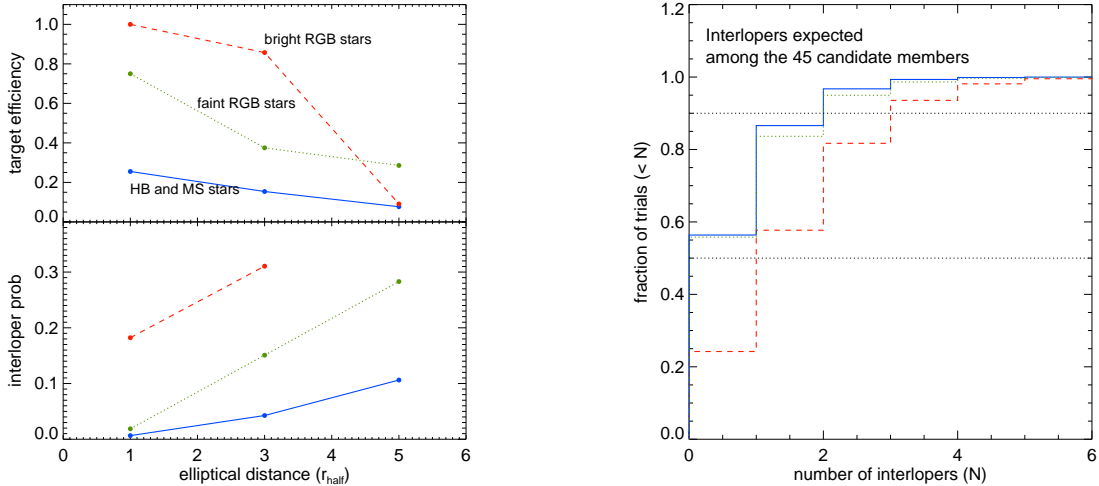 1.0
0.8
0.6
0.4
0.2
0.0
target efficiency
bright RGB stars
faint RGB stars
HB and MS stars
0.3
0.2
0.1
0.0
interloper prob
0 1 2 3 4 5 6
elliptical distance (r_half)
1.2
1.0
0.8
0.6
0.4
0.2
0.0
fraction of trials (< N)
Interlopers expected
among the 45 candidate members
0 2 4 6
number of interlopers (N)